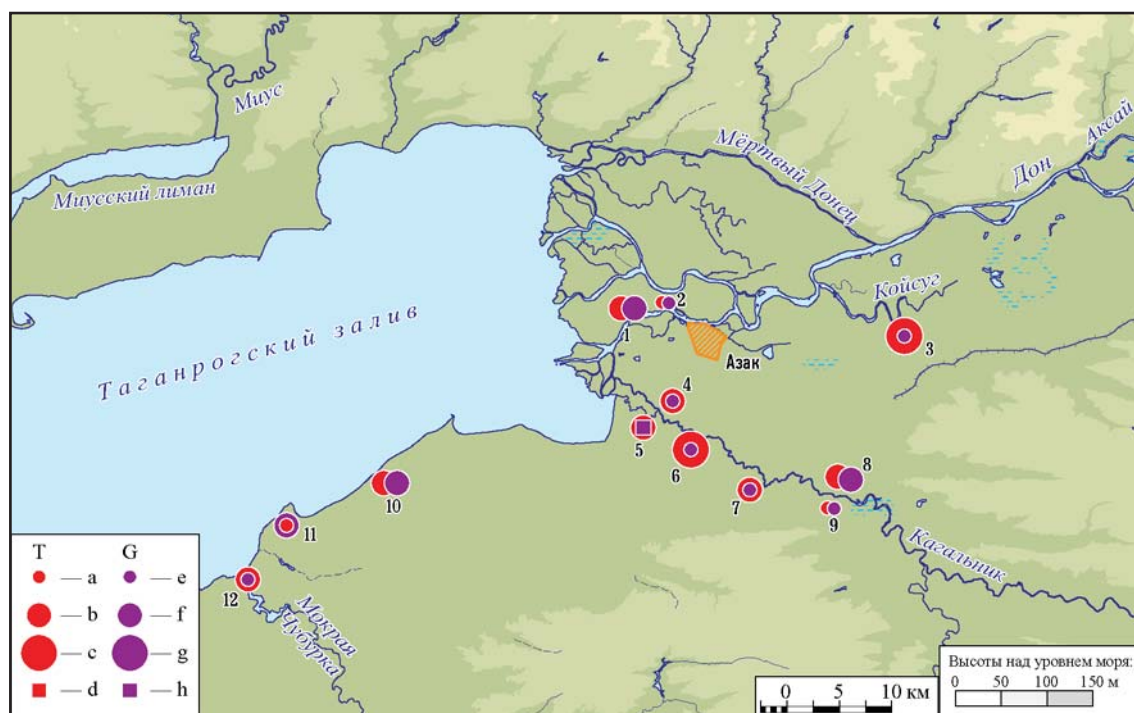 Миус
Миусский лиман
Мёртвый Донец
Дон
Аксай
Койсуг
Таганрогский залив
1
2
3
Азак
4
5
6
7
8
9
10
11
12
Кагальник
Мокрая
Чубурка
T G
— a — e
— b — f
— c — g
— d — h
0 5 10 км
Высоты над уровнем моря:
0 50 100 150 м